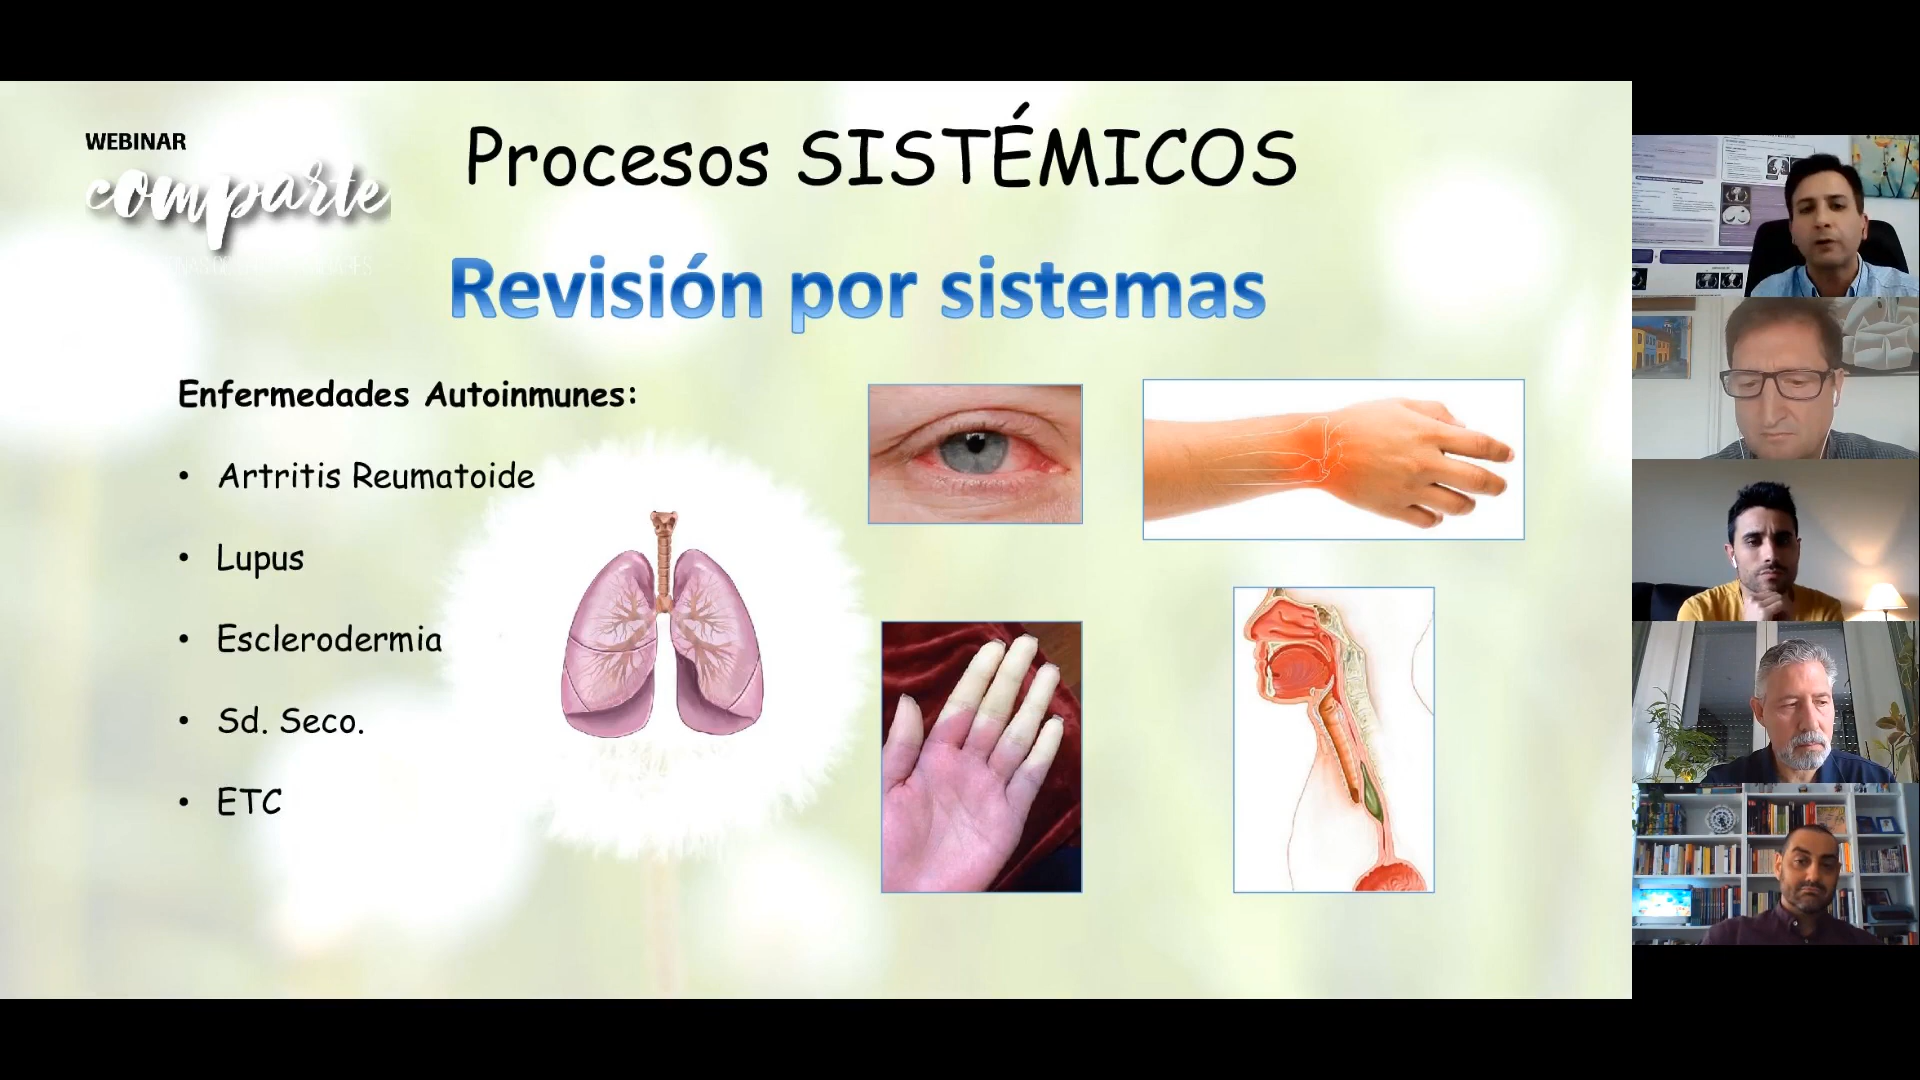 WEBINAR
comparte
Procesos SISTÉMICOS
Revisión por sistemas
Enfermedades Autoinmunes:
• Artritis Reumatoide
• Lupus
• Esclerodermia
• Sd. Seco.
• ETC